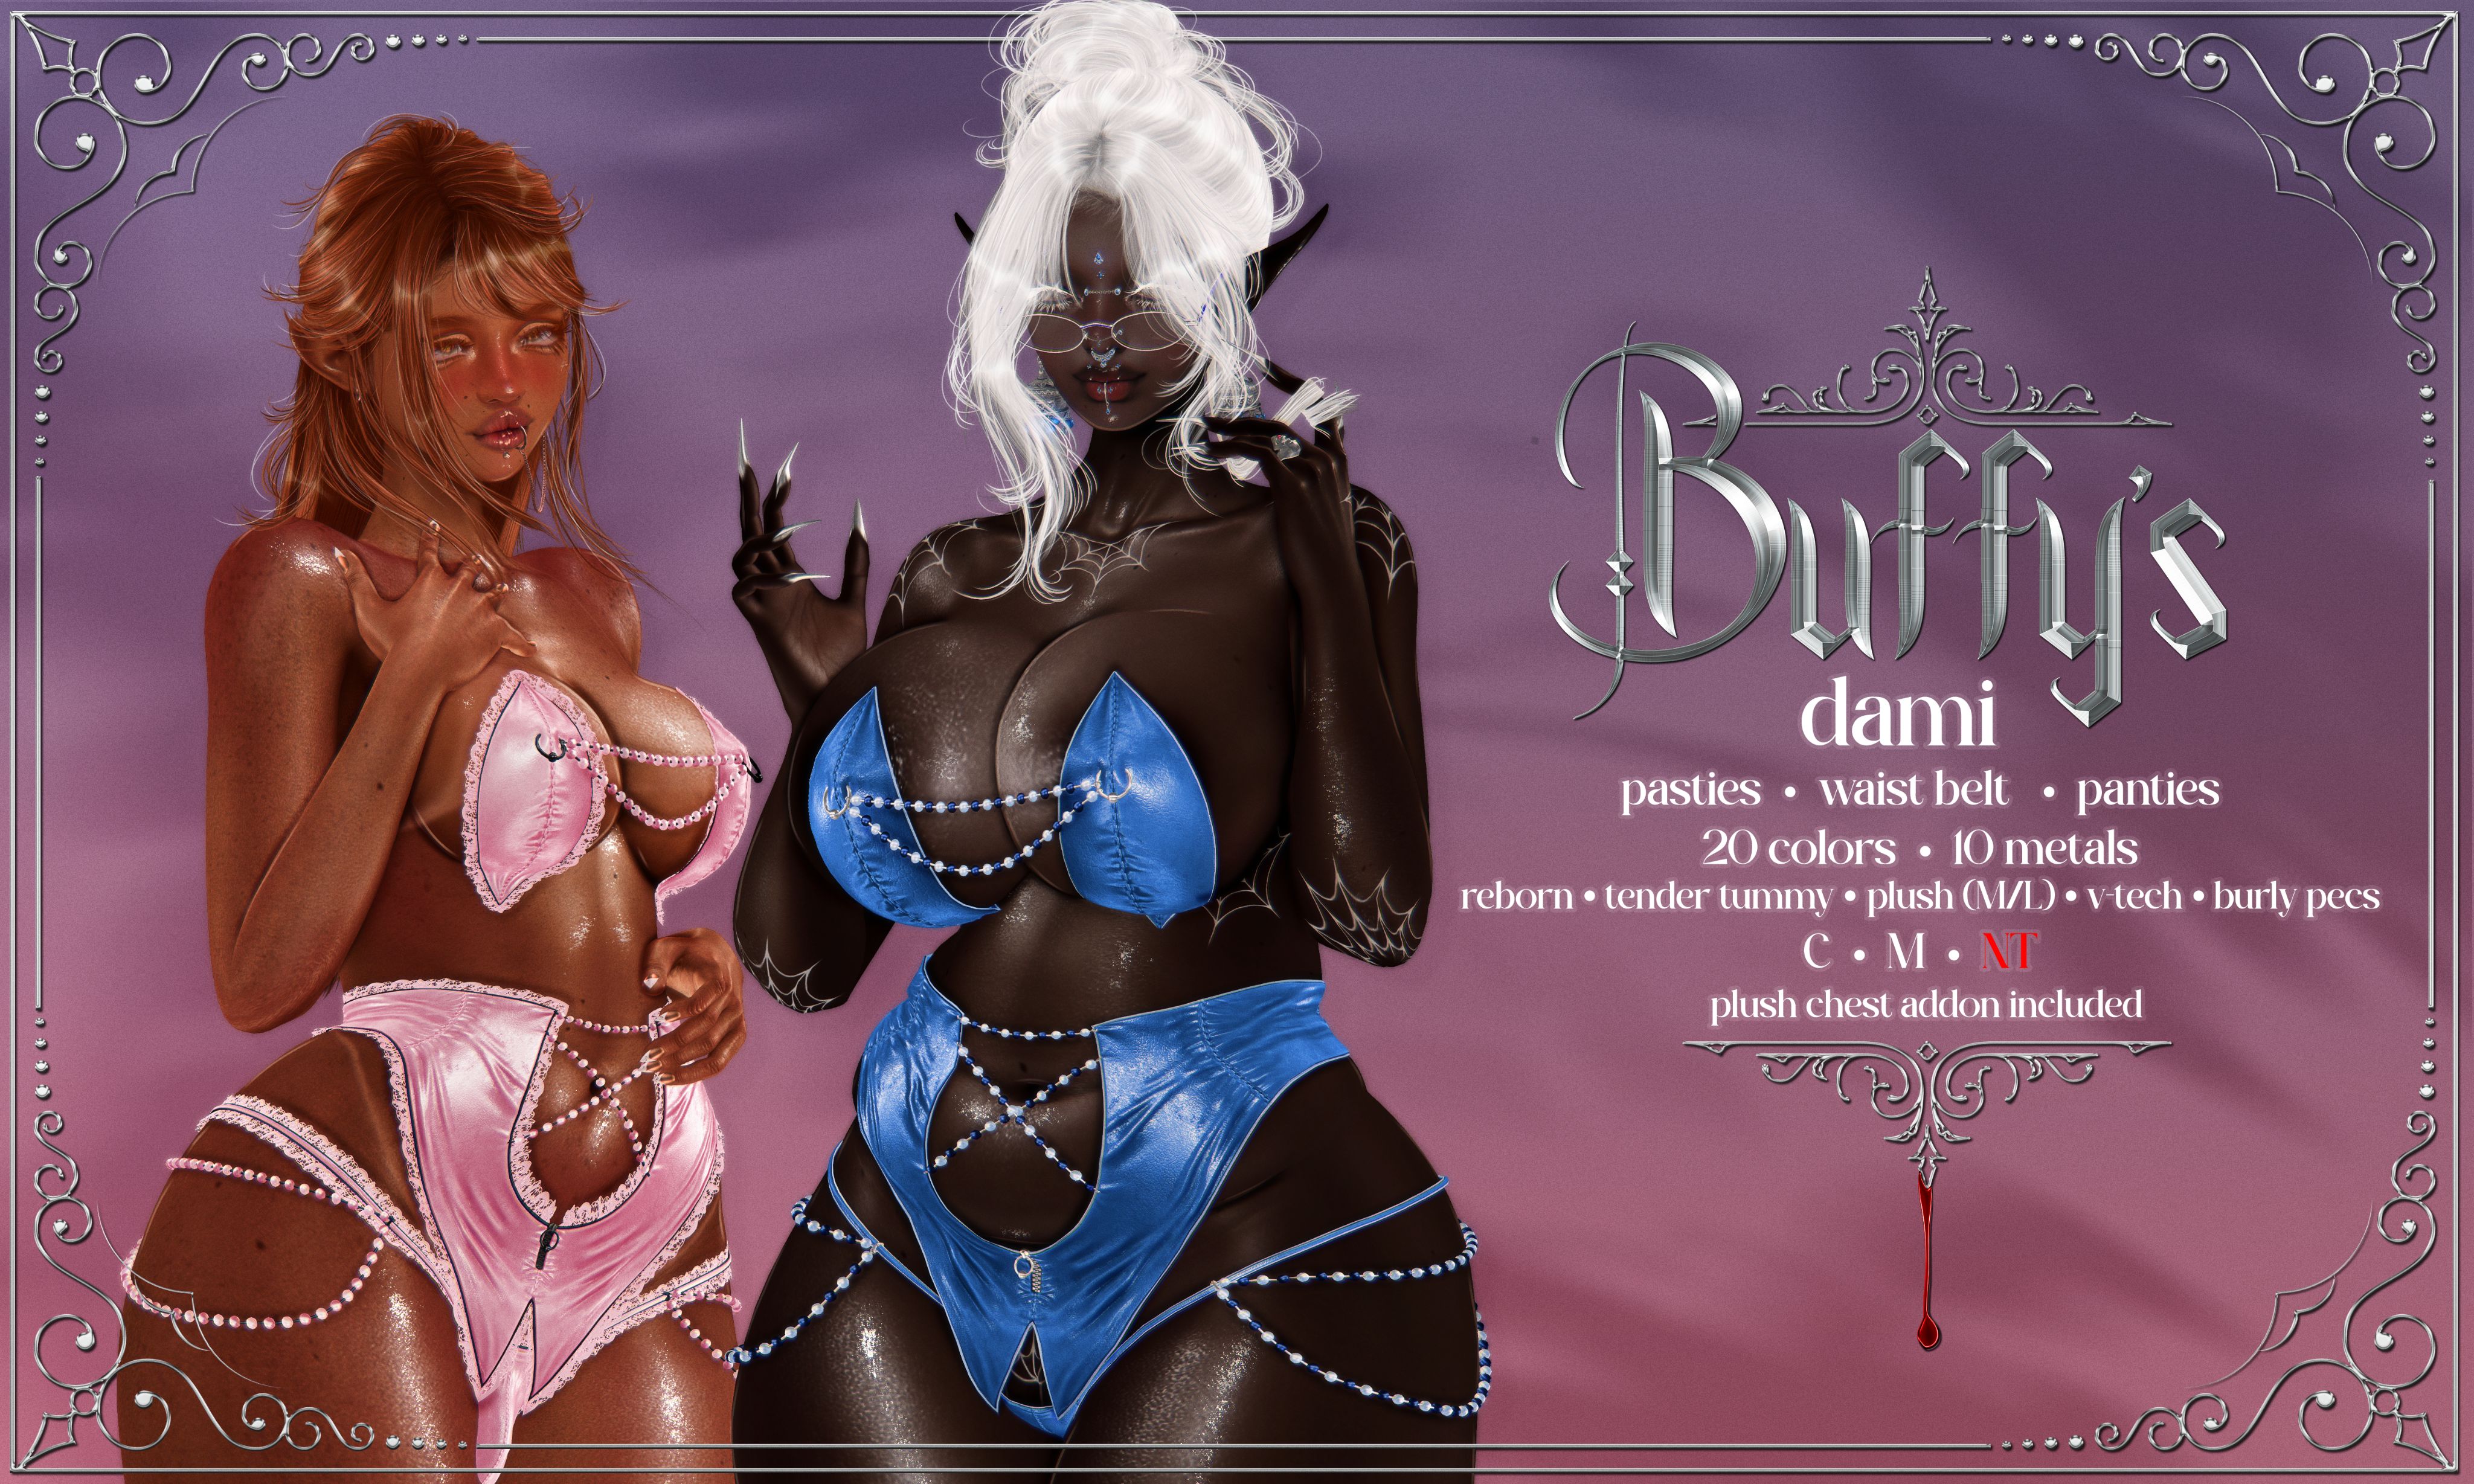 Buffy's
dami
pasties • waist belt • panties
20 colors • 10 metals
reborn • tender tummy • plush (M/L) • v-tech • burly pecs
C • M • NT
plush chest addon included